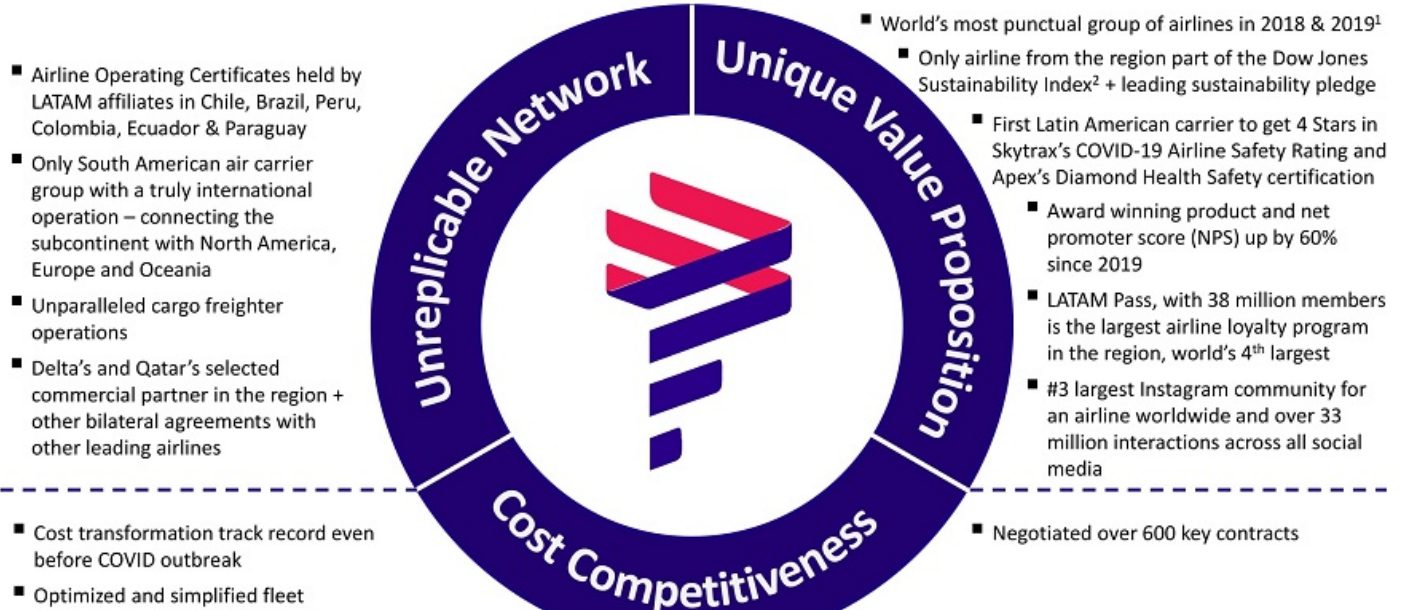 ■ Airline Operating Certificates held by
LATAM affiliates in Chile, Brazil, Peru,
Colombia, Ecuador & Paraguay
■ Only South American air carrier
group with a truly international
operation – connecting the
subcontinent with North America,
Europe and Oceania
■ Unparalleled cargo freighter
operations
■ Delta’s and Qatar’s selected
commercial partner in the region +
other bilateral agreements with
other leading airlines
Unreplicable Network
Unique Value Proposition
■ World’s most punctual group of airlines in 2018 & 2019¹
■ Only airline from the region part of the Dow Jones
Sustainability Index² + leading sustainability pledge
■ First Latin American carrier to get 4 Stars in
Skytrax’s COVID-19 Airline Safety Rating and
Apex’s Diamond Health Safety certification
■ Award winning product and net
promoter score (NPS) up by 60%
since 2019
■ LATAM Pass, with 38 million members
is the largest airline loyalty program
in the region, world’s 4th largest
■ #3 largest Instagram community for
an airline worldwide and over 33
million interactions across all social
media
Cost Competitiveness
■ Cost transformation track record even
before COVID outbreak
■ Optimized and simplified fleet
■ Negotiated over 600 key contracts